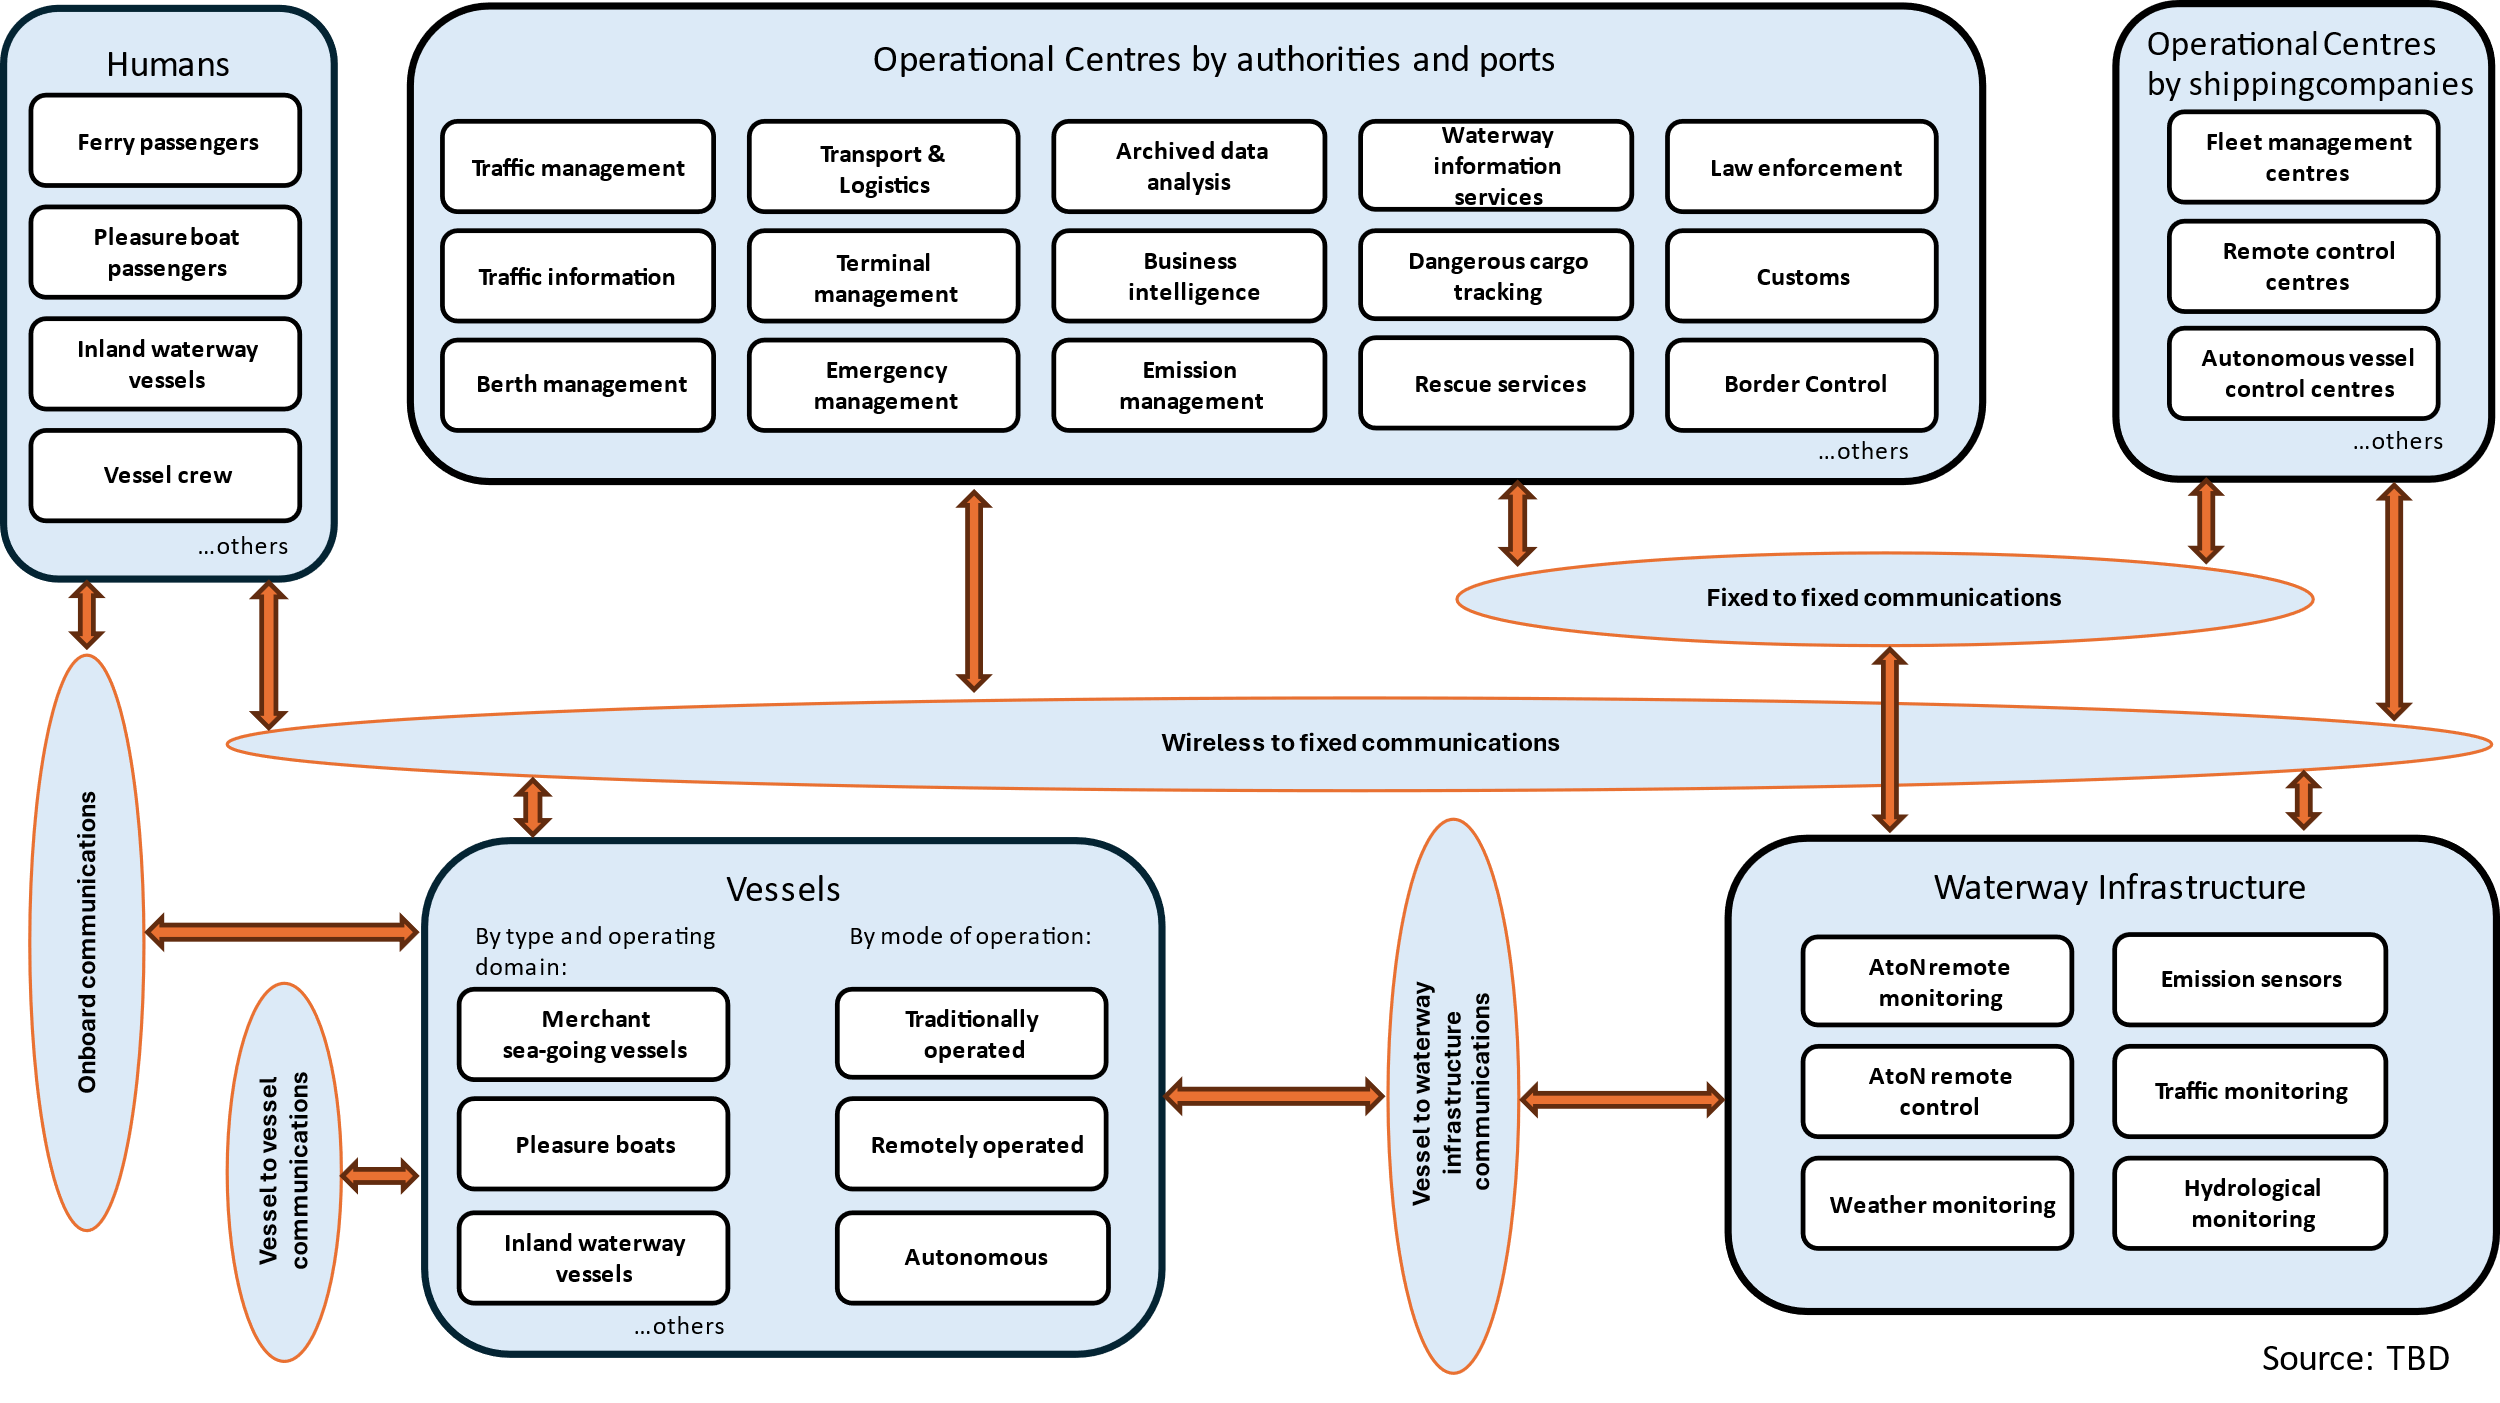 Humans
Ferry passengers
Pleasure boat
passengers
Inland waterway
vessels
Vessel crew
...others
Operational Centres by authorities and ports
Traffic management
Transport &
Logistics
Archived data
analysis
Waterway
information
services
Law enforcement
Traffic information
Terminal
management
Business
intelligence
Dangerous cargo
tracking
Customs
Berth management
Emergency
management
Emission
management
Rescue services
Border Control
...others
Operational Centres
by shipping companies
Fleet management
centres
Remote control
centres
Autonomous vessel
control centres
...others
Fixed to fixed communications
Wireless to fixed communications
Onboard communications
Vessel to vessel
communications
Vessels
By type and operating
domain:
Merchant
sea-going vessels
Pleasure boats
Inland waterway
vessels
...others
By mode of operation:
Traditionally
operated
Remotely operated
Autonomous
Vessel to waterway
infrastructure
communications
Waterway Infrastructure
AtoN remote
monitoring
Emission sensors
AtoN remote
control
Traffic monitoring
Weather monitoring
Hydrological
monitoring
Source: TBD